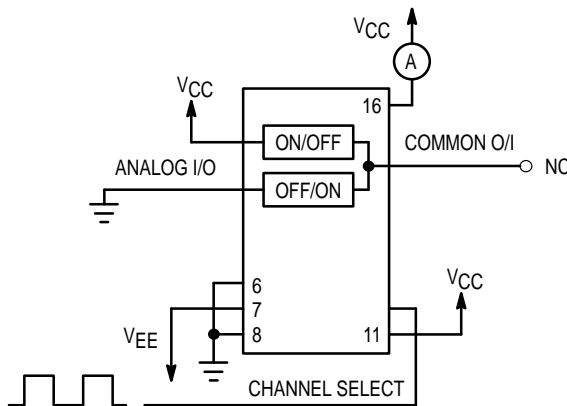 VCC
A
VCC
16
ON/OFF
COMMON O/I
NC
ANALOG I/O
OFF/ON
6
7
8
VCC
11
VEE
CHANNEL SELECT